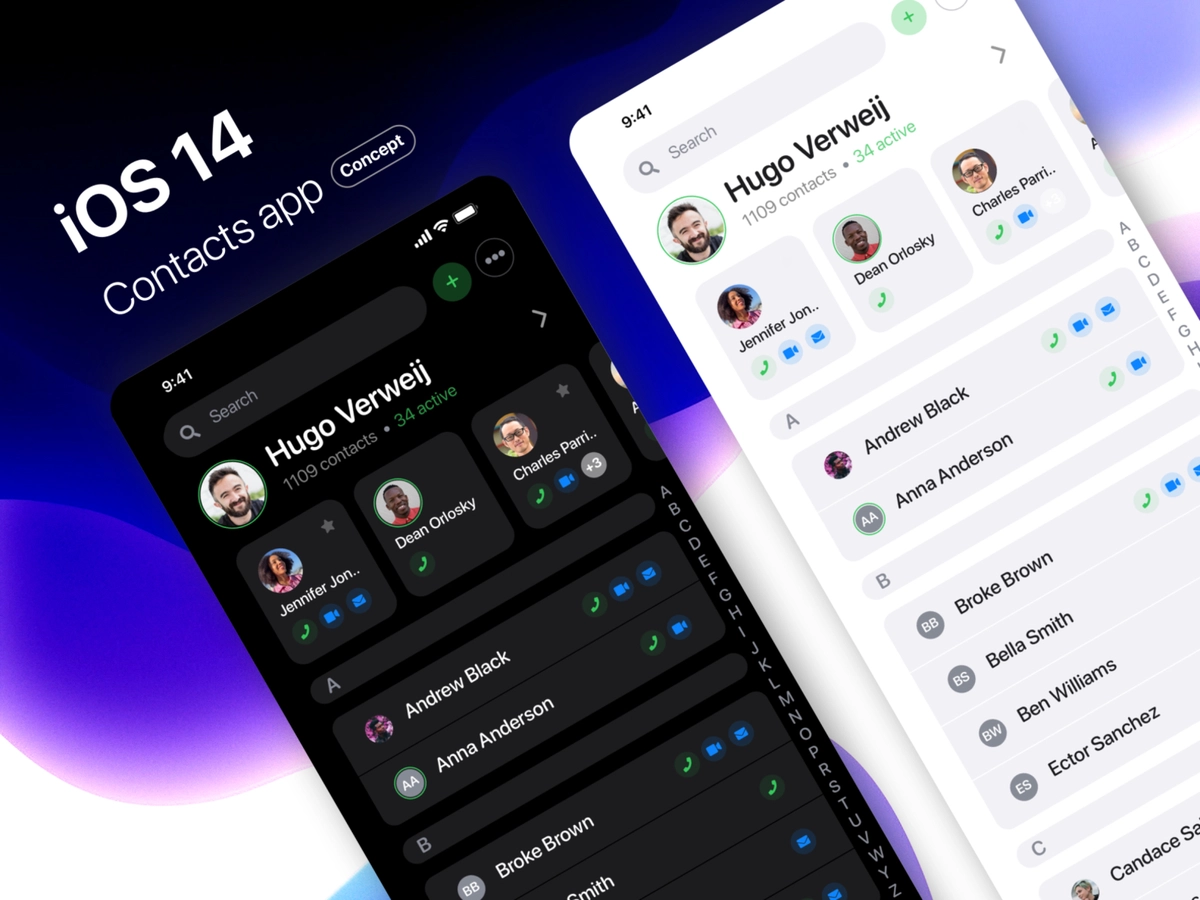 iOS 14
Contacts app
Concept
9:41
Search
Hugo Verweij
1109 contacts • 34 active
Jennifer Jon..
Dean Orlosky
Charles Parri..
+3
A
Andrew Black
AA
Anna Anderson
B
BB
Broke Brown
Smith
A
B
C
D
E
F
G
H
I
J
K
L
M
N
O
P
R
S
T
U
V
W
Y
Z
9:41
Search
Hugo Verweij
1109 contacts • 34 active
Jennifer Jon..
Dean Orlosky
Charles Parri..
+3
A
Andrew Black
AA
Anna Anderson
B
BB
Broke Brown
BS
Bella Smith
BW
Ben Williams
ES
Ector Sanchez
C
Candace Sa
A
B
C
D
E
F
G
H